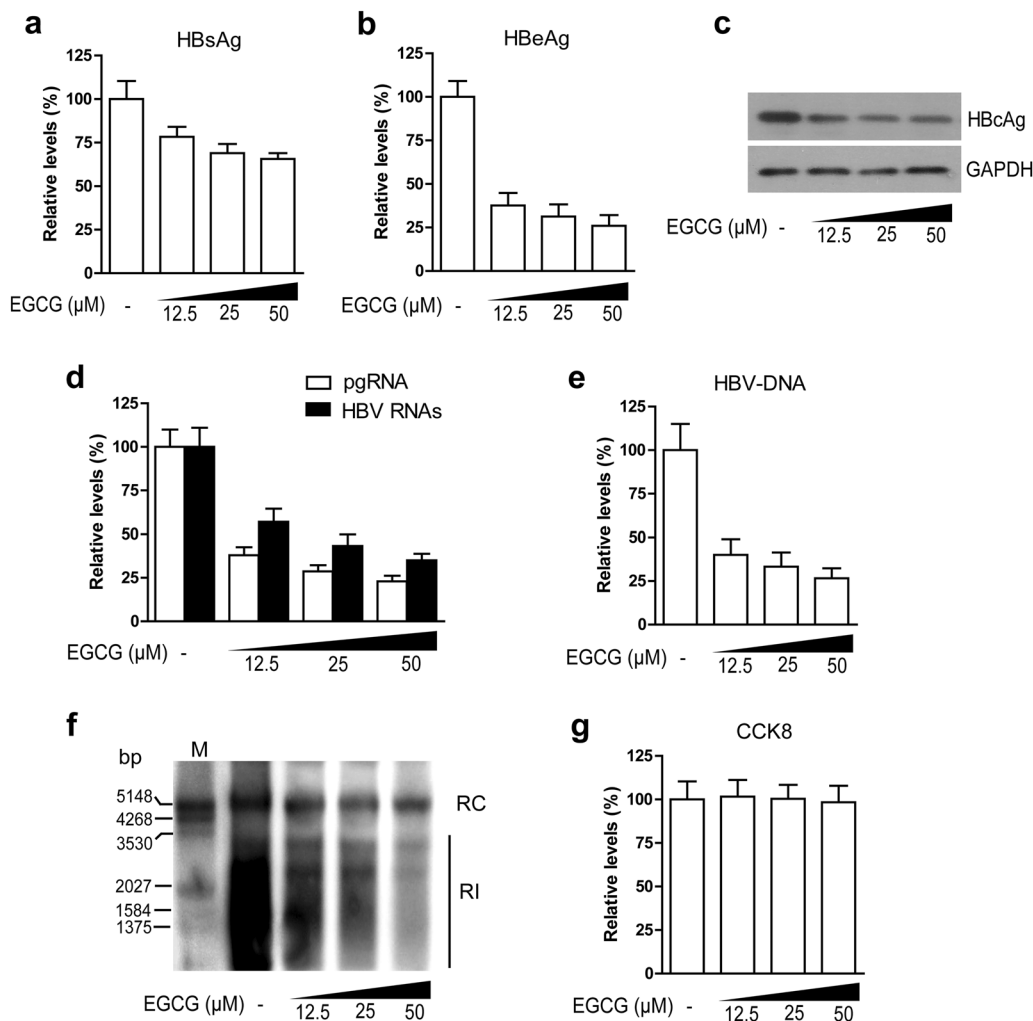 a
HBsAg
Relative levels (%)
125
100
75
50
25
0
EGCG (µM) - 12.5 25 50
b
HBeAg
Relative levels (%)
125
100
75
50
25
0
EGCG (µM) - 12.5 25 50
c
HBcAg
GAPDH
EGCG (µM) - 12.5 25 50
d
pgRNA
HBV RNAs
Relative levels (%)
125
100
75
50
25
0
EGCG (µM) - 12.5 25 50
e
HBV-DNA
Relative levels (%)
125
100
75
50
25
0
EGCG (µM) - 12.5 25 50
f
bp M
5148
4268
3530
2027
1584
1375
RC
RI
EGCG (µM) - 12.5 25 50
g
CCK8
Relative levels (%)
125
100
75
50
25
0
EGCG (µM) - 12.5 25 50